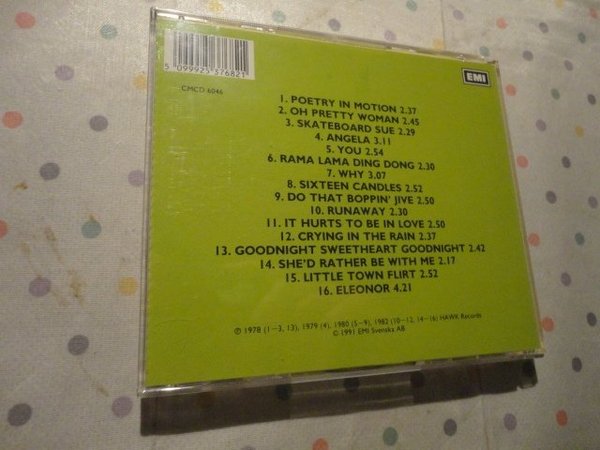 5 099925 376821
EMI
CMCD 6046
1. POETRY IN MOTION 2.37
2. OH PRETTY WOMAN 2.45
3. SKATEBOARD SUE 2.29
4. ANGELA 3.11
5. YOU 2.54
6. RAMA LAMA DING DONG 2.30
7. WHY 3.07
8. SIXTEEN CANDLES 2.52
9. DO THAT BOPPIN' JIVE 2.50
10. RUNAWAY 2.30
11. IT HURTS TO BE IN LOVE 2.50
12. CRYING IN THE RAIN 2.37
13. GOODNIGHT SWEETHEART GOODNIGHT 2.42
14. SHE'D RATHER BE WITH ME 2.17
15. LITTLE TOWN FLIRT 2.52
16. ELEONOR 4.21
℗ 1978 (1–3, 13), 1979 (4), 1980 (5–9), 1982 (10–12, 14–16) HAWK Records
© 1991 EMI Svenska AB